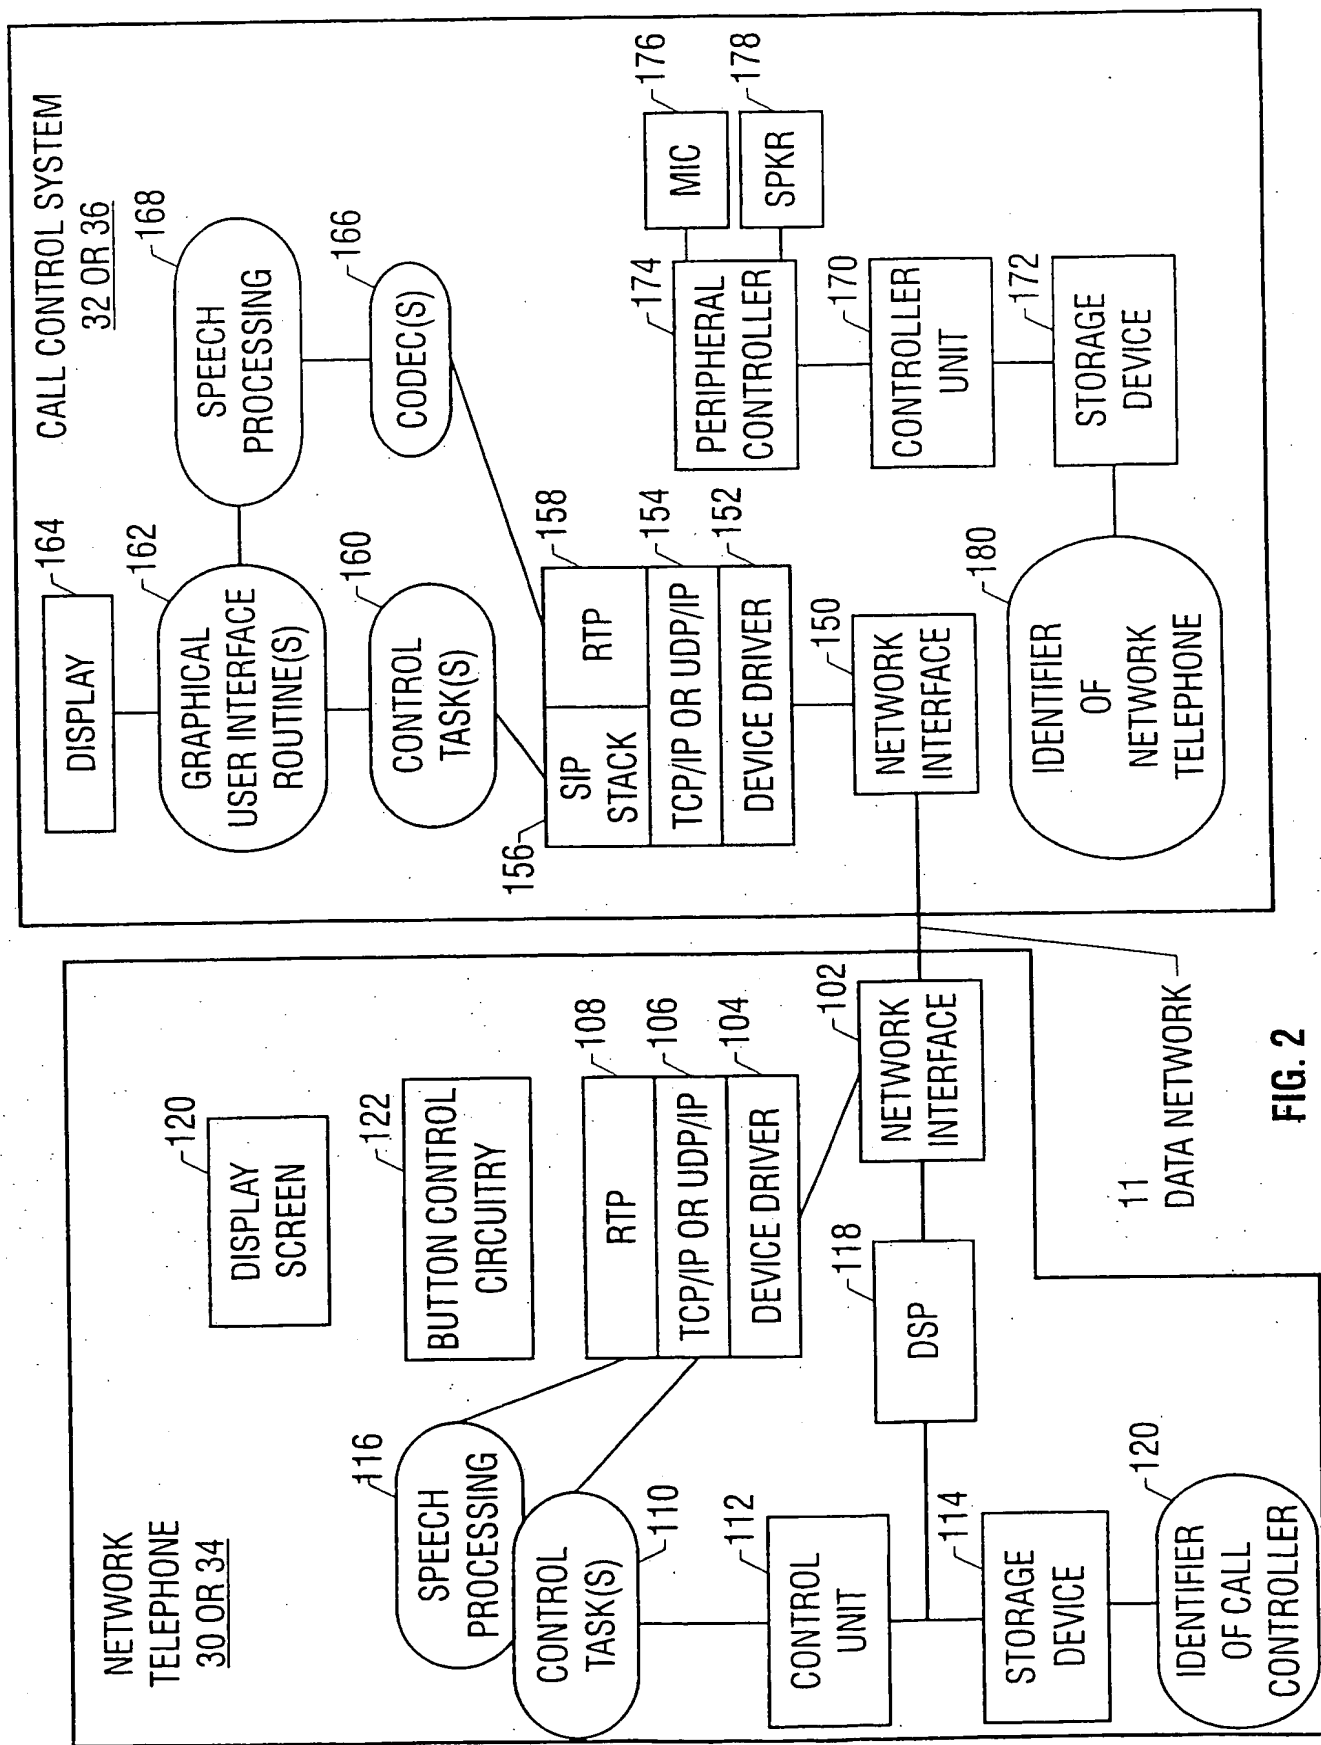 NETWORK
TELEPHONE
30 OR 34
120
DISPLAY
SCREEN
122
BUTTON CONTROL
CIRCUITRY
116
SPEECH
PROCESSING
CONTROL
TASK(S)
110
108
106
104
RTP
TCP/IP OR UDP/IP
DEVICE DRIVER
112
CONTROL
UNIT
118
DSP
102
NETWORK
INTERFACE
114
STORAGE
DEVICE
120
IDENTIFIER
OF CALL
CONTROLLER
11
DATA NETWORK
CALL CONTROL SYSTEM
32 OR 36
164
DISPLAY
162
GRAPHICAL
USER INTERFACE
ROUTINE(S)
168
SPEECH
PROCESSING
160
CONTROL
TASK(S)
166
CODEC(S)
156
SIP
STACK
158
RTP
154
TCP/IP OR UDP/IP
152
DEVICE DRIVER
150
NETWORK
INTERFACE
176
MIC
178
SPKR
174
PERIPHERAL
CONTROLLER
170
CONTROLLER
UNIT
172
STORAGE
DEVICE
180
IDENTIFIER
OF
NETWORK
TELEPHONE
FIG. 2